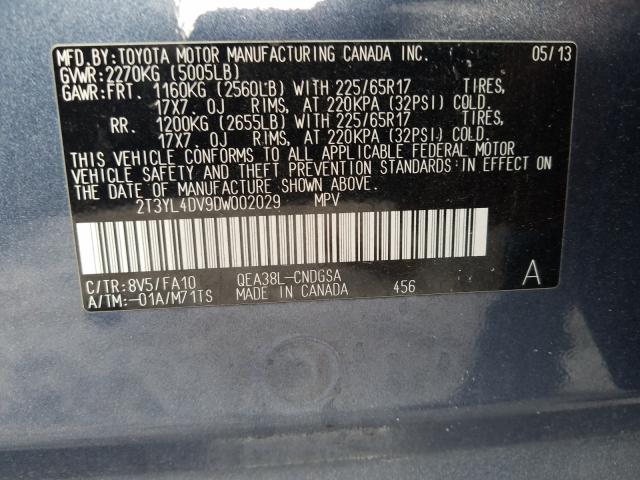 MFD. BY:TOYOTA MOTOR MANUFACTURING CANADA INC. 05/13
GVWR:2270KG (5005LB)
GAWR:FRT. 1160KG (2560LB) WITH 225/65R17 TIRES,
17X7. 0J RIMS, AT 220KPA (32PSI) COLD.
RR. 1200KG (2655LB) WITH 225/65R17 TIRES,
17X7. 0J RIMS, AT 220KPA (32PSI) COLD.
THIS VEHICLE CONFORMS TO ALL APPLICABLE FEDERAL MOTOR
VEHICLE SAFETY AND THEFT PREVENTION STANDARDS IN EFFECT ON
THE DATE OF MANUFACTURE SHOWN ABOVE.
2T3YL4DV9DW002029 MPV
C/TR:8V5/FA10 QEA38L-CNDGSA
A/TM:-01A/M71TS MADE IN CANADA 456 A